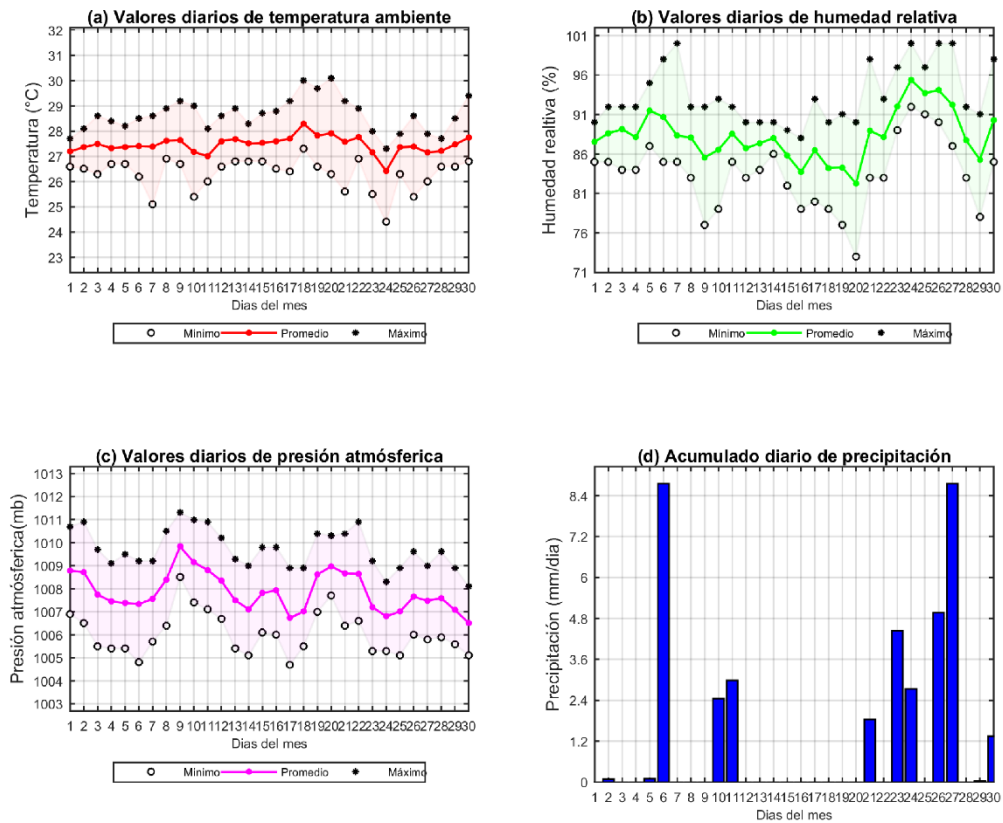 (a) Valores diarios de temperatura ambiente
32
31
30
29
28
27
26
25
24
23
Temperatura (°C)
1 2 3 4 5 6 7 8 9 10 11 12 13 14 15 16 17 18 19 20 21 22 23 24 25 26 27 28 29 30
Dias del mes
Mínimo Promedio Máximo
(b) Valores diarios de humedad relativa
101
96
91
86
81
76
71
Humedad realtiva (%)
1 2 3 4 5 6 7 8 9 10 11 12 13 14 15 16 17 18 19 20 21 22 23 24 25 26 27 28 29 30
Dias del mes
Mínimo Promedio Máximo
(c) Valores diarios de presión atmósferica
1013
1012
1011
1010
1009
1008
1007
1006
1005
1004
1003
Presión atmósferica(mb)
1 2 3 4 5 6 7 8 9 10 11 12 13 14 15 16 17 18 19 20 21 22 23 24 25 26 27 28 29 30
Dias del mes
Mínimo Promedio Máximo
(d) Acumulado diario de precipitación
8.4
7.2
6
4.8
3.6
2.4
1.2
0
Precipitación (mm/dia)
1 2 3 4 5 6 7 8 9 10 11 12 13 14 15 16 17 18 19 20 21 22 23 24 25 26 27 28 29 30
Dias del mes